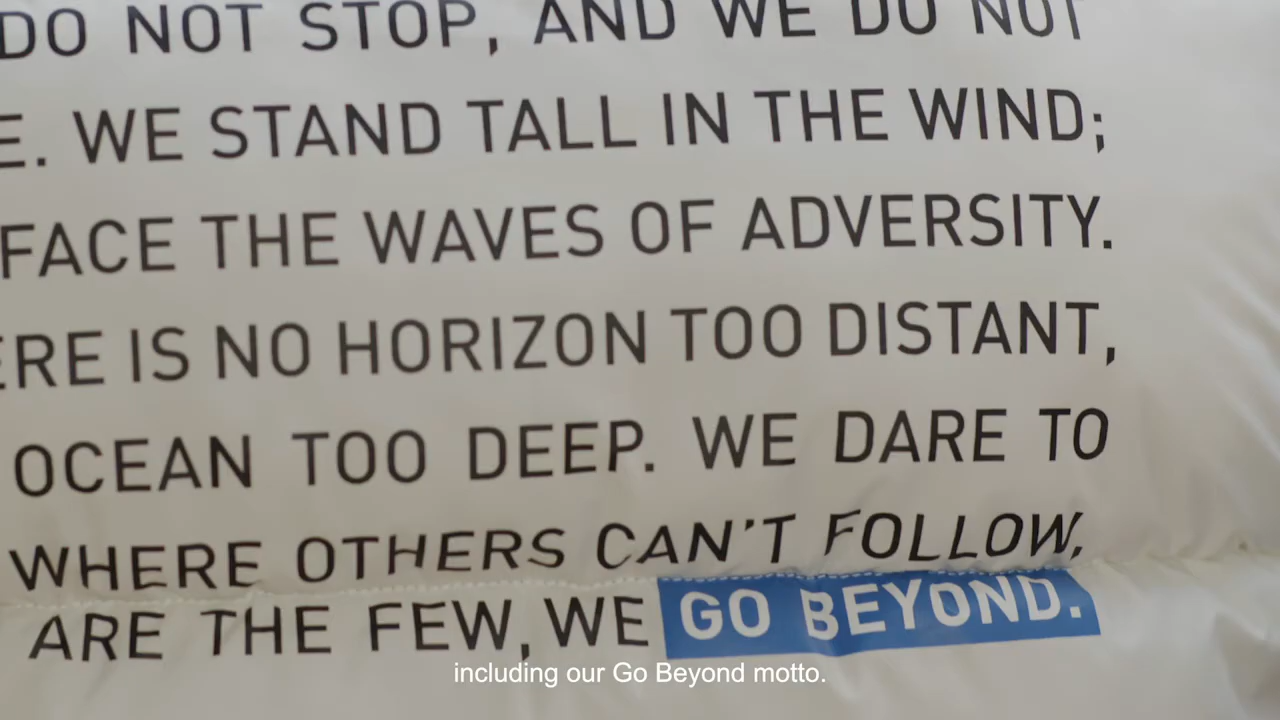 DO NOT STOP, AND WE DO NOT
E. WE STAND TALL IN THE WIND;
FACE THE WAVES OF ADVERSITY.
ERE IS NO HORIZON TOO DISTANT,
OCEAN TOO DEEP. WE DARE TO
WHERE OTHERS CAN'T FOLLOW,
ARE THE FEW, WE GO BEYOND.
including our Go Beyond motto.